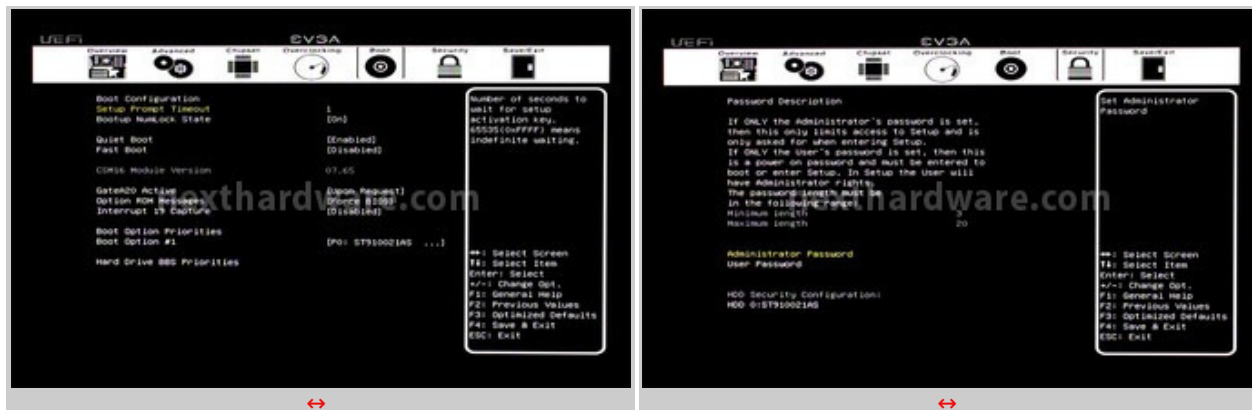 UEFI EVGA
Overview Advanced Chipset Overclocking Boot Security Save/Exit
Boot Configuration
Setup Prompt Timeout 1
Bootup NumLock State [On]
Quiet Boot [Enabled]
Fast Boot [Disabled]
CSM16 Module Version 07.65
GateA20 Active [Upon Request]
Option ROM Messages [Force BIOS]
Interrupt 19 Capture [Disabled]
Boot Option Priorities
Boot Option #1 [P0: ST910021AS ...]
Hard Drive BBS Priorities
Number of seconds to
wait for setup
activation key.
65535(0xFFFF) means
indefinite waiting.
↔: Select Screen
↑↓: Select Item
Enter: Select
+/-: Change Opt.
F1: General Help
F2: Previous Values
F3: Optimized Defaults
F4: Save & Exit
ESC: Exit
nexthardware.com
UEFI EVGA
Overview Advanced Chipset Overclocking Boot Security Save/Exit
Password Description
If ONLY the Administrator's password is set,
then this only limits access to Setup and is
only asked for when entering Setup.
If ONLY the User's password is set, then this
is a power on password and must be entered to
boot or enter Setup. In Setup the User will
have Administrator rights.
The password length must be
in the following range:
Minimum length 3
Maximum length 20
Administrator Password
User Password
HDD Security Configuration:
HDD 0:ST910021AS
Set Administrator
Password
↔: Select Screen
↑↓: Select Item
Enter: Select
+/-: Change Opt.
F1: General Help
F2: Previous Values
F3: Optimized Defaults
F4: Save & Exit
ESC: Exit
nexthardware.com